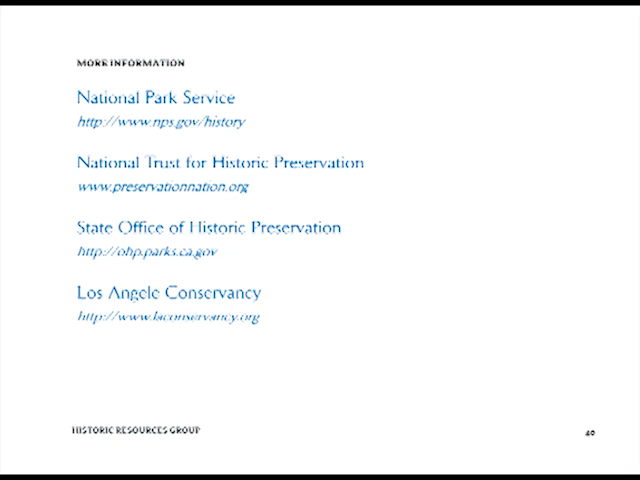 MORE INFORMATION
National Park Service
http://www.nps.gov/history
National Trust for Historic Preservation
www.preservationnation.org
State Office of Historic Preservation
http://ohp.parks.ca.gov
Los Angele Conservancy
http://www.laconservancy.org
HISTORIC RESOURCES GROUP
40